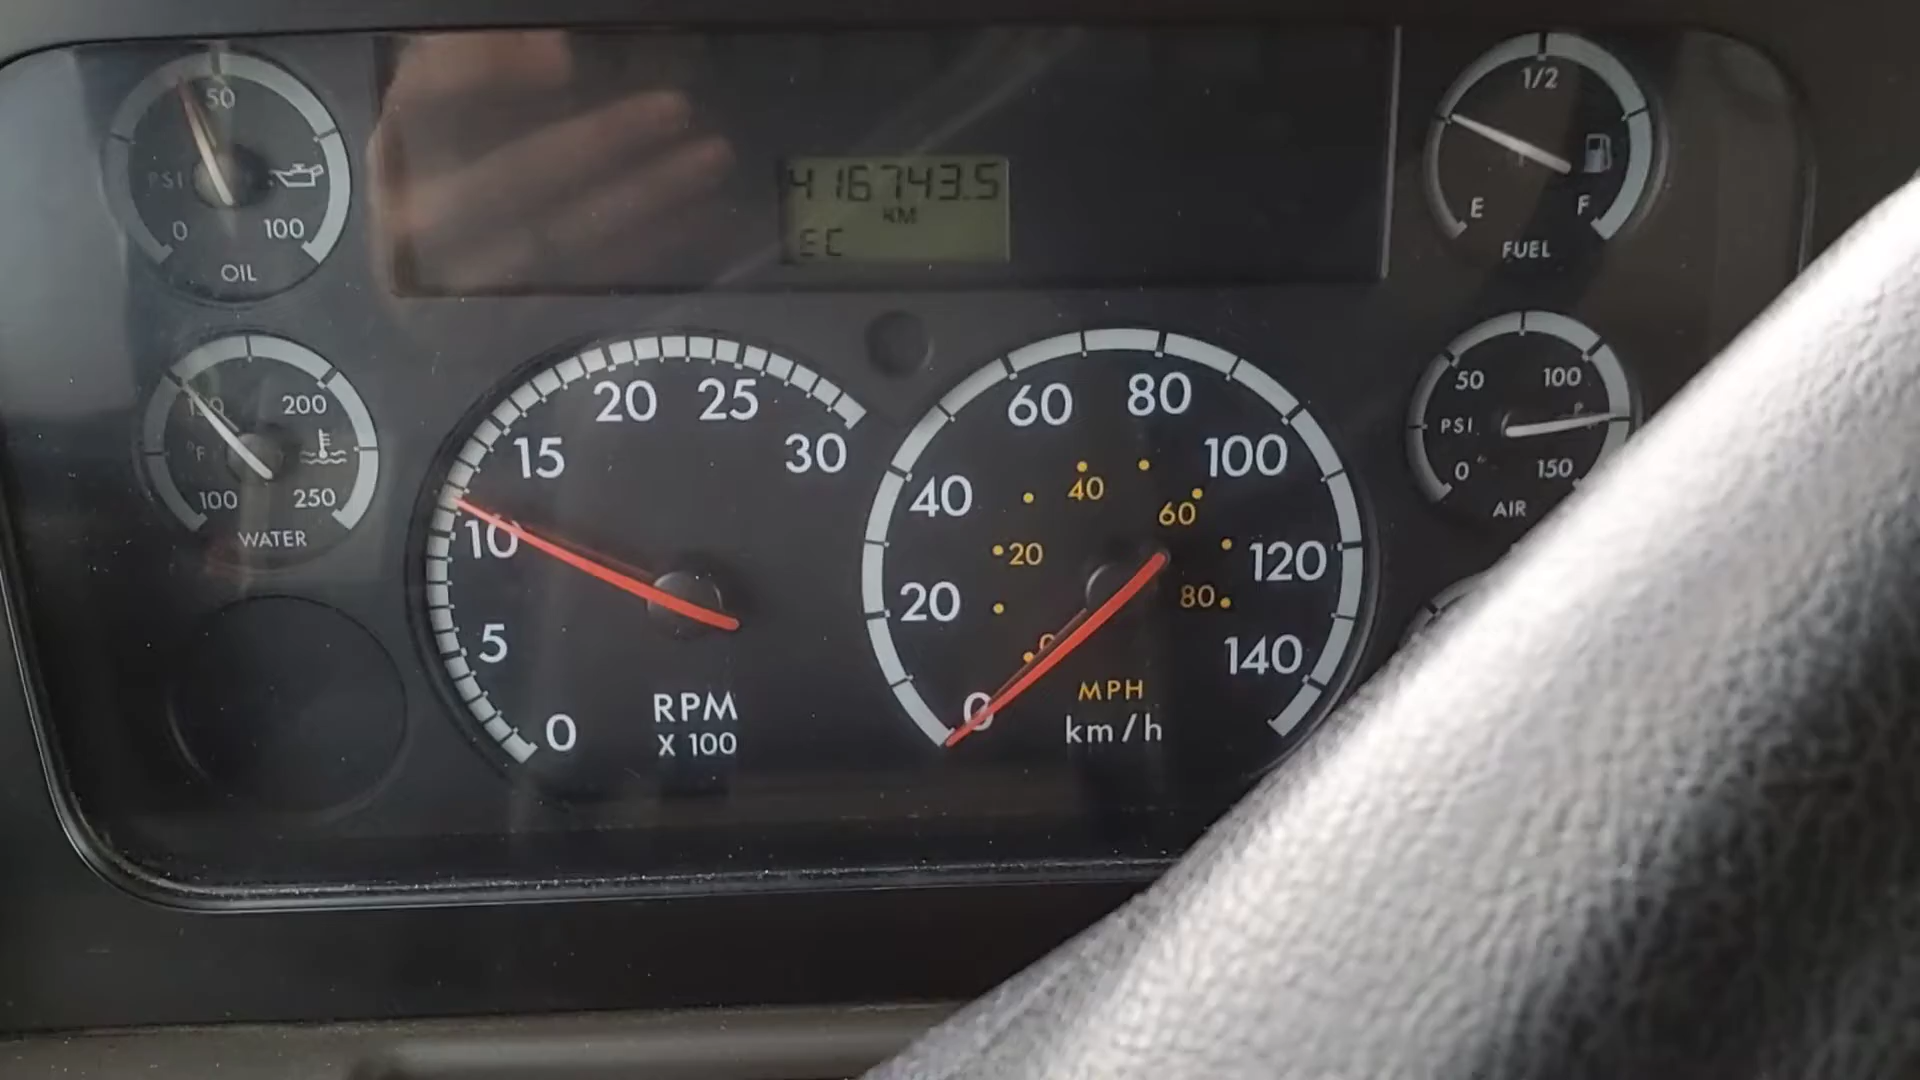 50
PSI
0 100
OIL
416743.5
KM
EC
1/2
E F
FUEL
150 200
°F
100 250
WATER
0 5 10 15 20 25 30
RPM
X 100
0 20 40 60 80 100 120 140
0 20 40 60 80
MPH
km/h
50 100
PSI
0 150
AIR